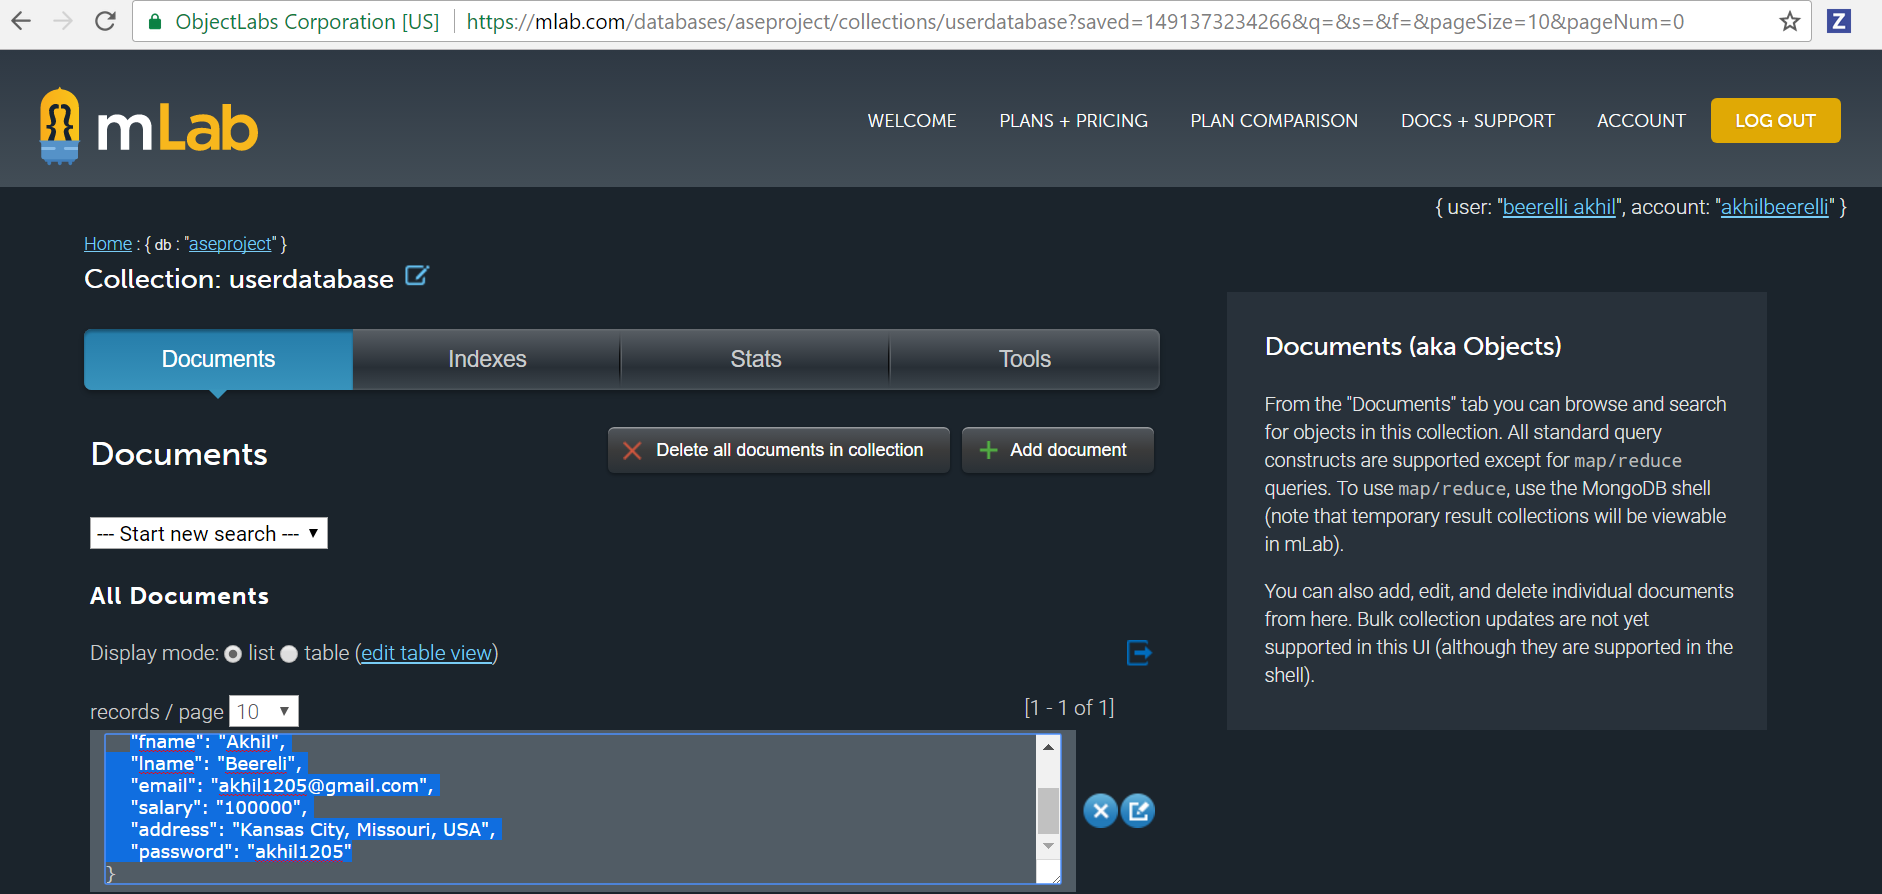 ObjectLabs Corporation [US] https://mlab.com/databases/aseproject/collections/userdatabase?saved=1491373234266&q=&s=&f=&pageSize=10&pageNum=0
Z
{} mLab
WELCOME PLANS + PRICING PLAN COMPARISON DOCS + SUPPORT ACCOUNT LOG OUT
{ user: "beerelli akhil", account: "akhilbeerelli" }
Home : { db : "aseproject" }
Collection: userdatabase
Documents Indexes Stats Tools
Documents
Delete all documents in collection
Add document
--- Start new search ---
All Documents
Display mode: list table (edit table view)
records / page 10
[1 - 1 of 1]
"fname": "Akhil",
"lname": "Beereli",
"email": "akhil1205@gmail.com",
"salary": "100000",
"address": "Kansas City, Missouri, USA",
"password": "akhil1205"
}
Documents (aka Objects)
From the "Documents" tab you can browse and search
for objects in this collection. All standard query
constructs are supported except for map/reduce
queries. To use map/reduce, use the MongoDB shell
(note that temporary result collections will be viewable
in mLab).
You can also add, edit, and delete individual documents
from here. Bulk collection updates are not yet
supported in this UI (although they are supported in the
shell).